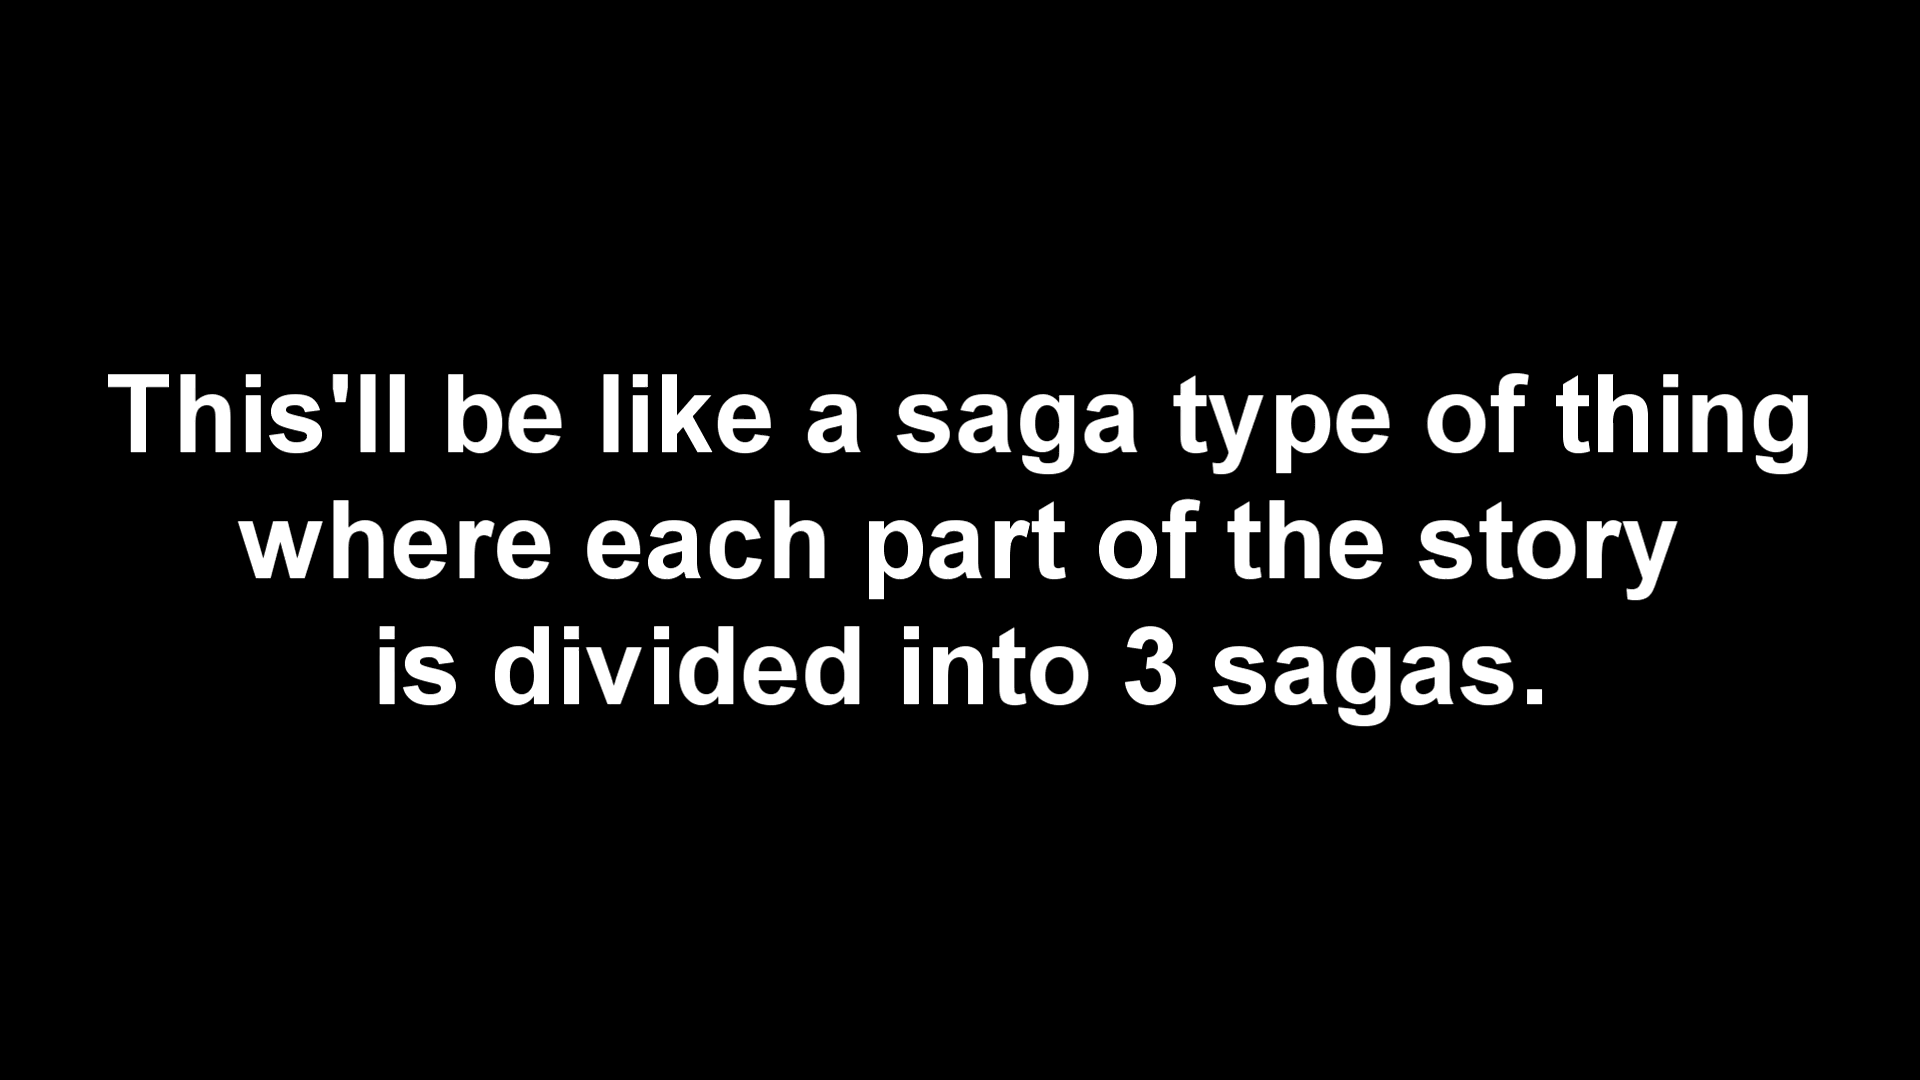 This'll be like a saga type of thing
where each part of the story
is divided into 3 sagas.